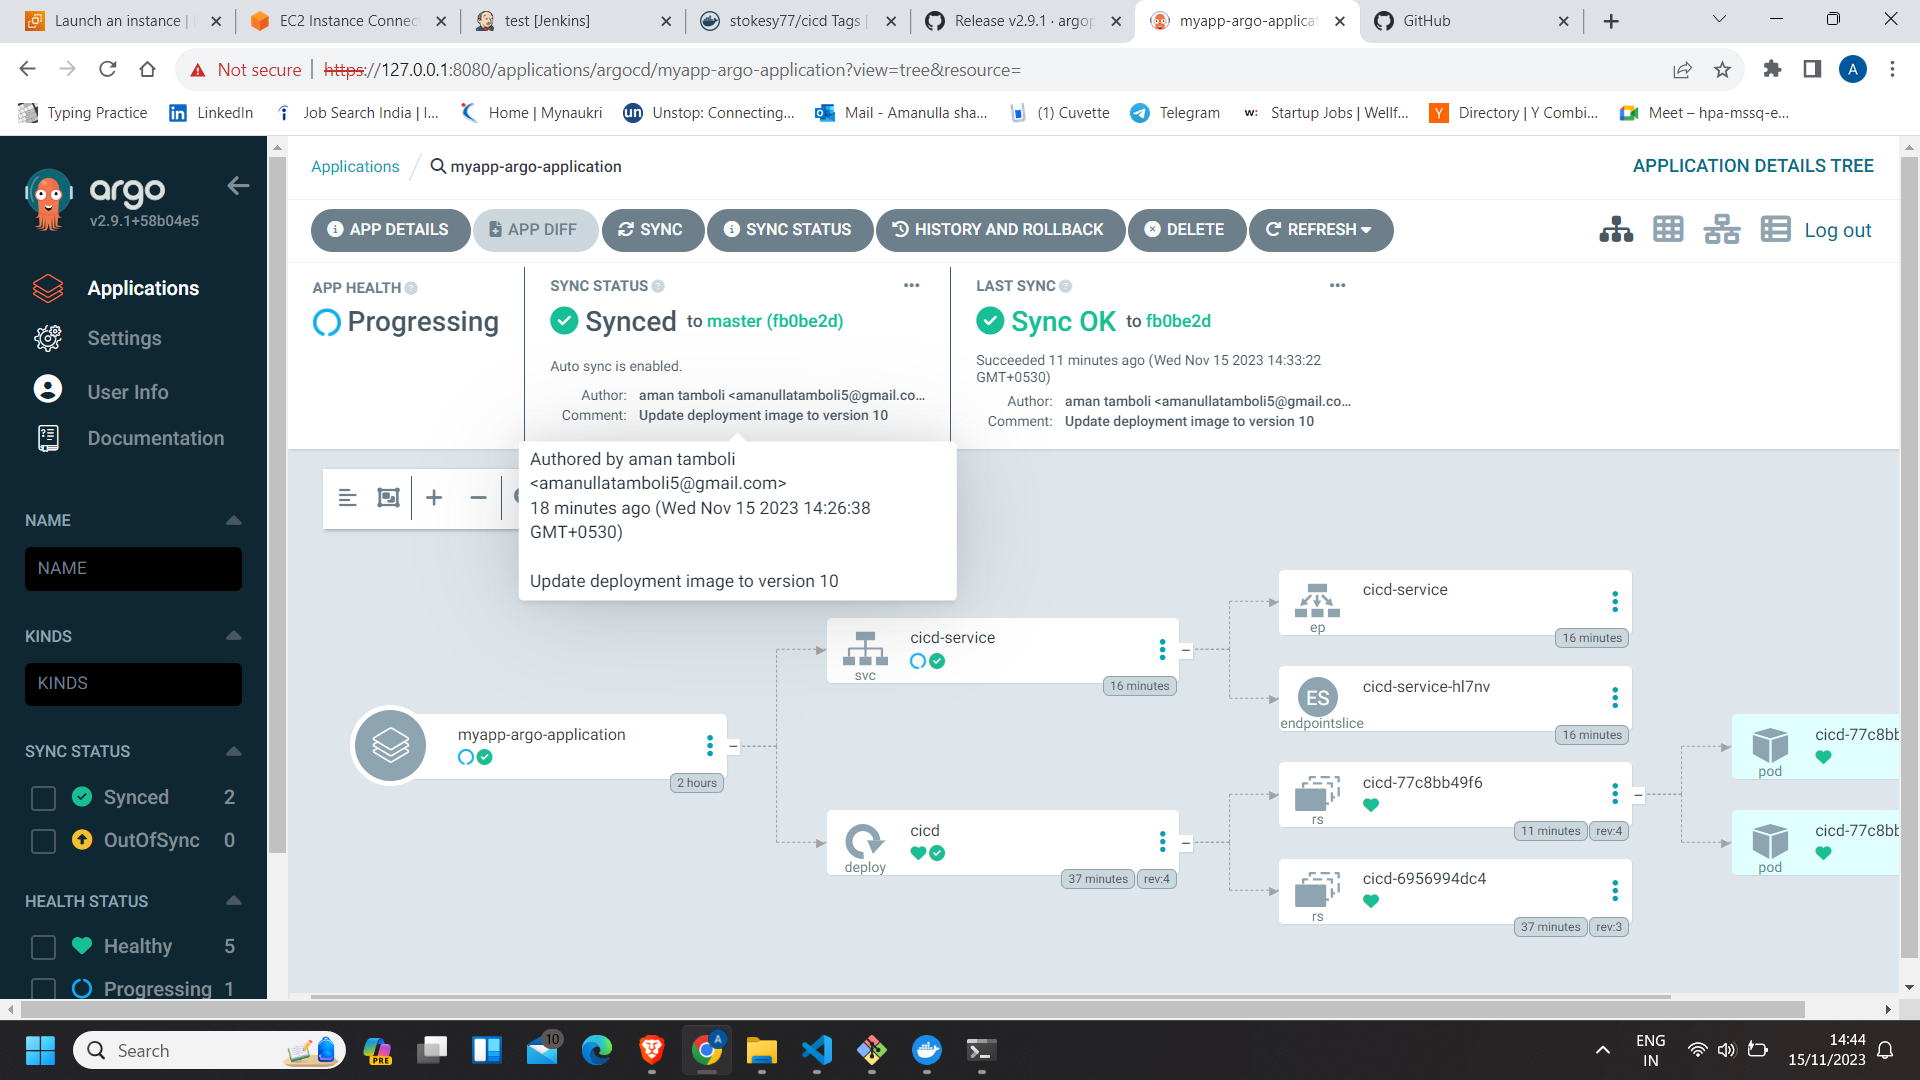 Launch an instance |
EC2 Instance Connect
test [Jenkins]
stokesy77/cicd Tags |
Release v2.9.1 · argop
myapp-argo-applicat
GitHub
Not secure
https://127.0.0.1:8080/applications/argocd/myapp-argo-application?view=tree&resource=
A
Typing Practice
LinkedIn
Job Search India | I...
Home | Mynaukri
un
Unstop: Connecting...
Mail - Amanulla sha...
(1) Cuvette
Telegram
w:
Startup Jobs | Wellf...
Y
Directory | Y Combi...
Meet – hpa-mssq-e...
argo
v2.9.1+58b04e5
Applications
Settings
User Info
Documentation
NAME
NAME
KINDS
KINDS
SYNC STATUS
Synced 2
OutOfSync 0
HEALTH STATUS
Healthy 5
Progressing 1
Applications
myapp-argo-application
APPLICATION DETAILS TREE
APP DETAILS
APP DIFF
SYNC
SYNC STATUS
HISTORY AND ROLLBACK
DELETE
REFRESH
Log out
APP HEALTH
Progressing
SYNC STATUS
Synced to master (fb0be2d)
Auto sync is enabled.
Author: aman tamboli <amanullatamboli5@gmail.co...
Comment: Update deployment image to version 10
LAST SYNC
Sync OK to fb0be2d
Succeeded 11 minutes ago (Wed Nov 15 2023 14:33:22
GMT+0530)
Author: aman tamboli <amanullatamboli5@gmail.co...
Comment: Update deployment image to version 10
Authored by aman tamboli
<amanullatamboli5@gmail.com>
18 minutes ago (Wed Nov 15 2023 14:26:38
GMT+0530)
Update deployment image to version 10
myapp-argo-application
2 hours
cicd-service
svc
16 minutes
cicd
deploy
37 minutes
rev:4
cicd-service
ep
16 minutes
ES
cicd-service-hl7nv
endpointslice
16 minutes
cicd-77c8bb49f6
rs
11 minutes
rev:4
cicd-6956994dc4
rs
37 minutes
rev:3
cicd-77c8bb
pod
cicd-77c8bb
pod
Search
PRE
10
A
ENG
IN
14:44
15/11/2023